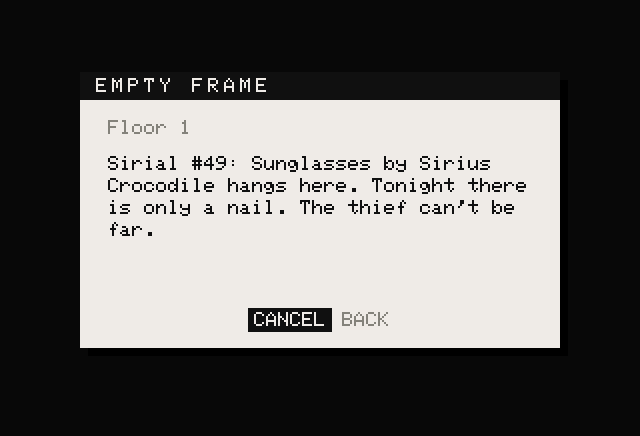 EMPTY FRAME
Floor 1
Sirial #49: Sunglasses by Sirius
Crocodile hangs here. Tonight there
is only a nail. The thief can't be
far.
CANCEL BACK